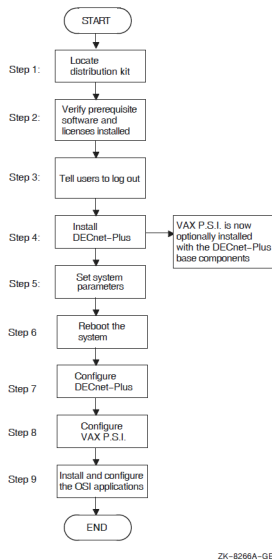 START
Step 1:
Locate
distribution kit
Step 2:
Verify prerequisite
software and
licenses installed
Step 3:
Tell users to log out
Step 4:
Install
DECnet-Plus
VAX P.S.I. is now
optionally installed
with the DECnet-Plus
base components
Step 5:
Set system
parameters
Step 6
Reboot the
system
Step 7
Configure
DECnet-Plus
Step 8
Configure
VAX P.S.I.
Step 9
Install and configure
the OSI applications
END
ZK-8266A-GE